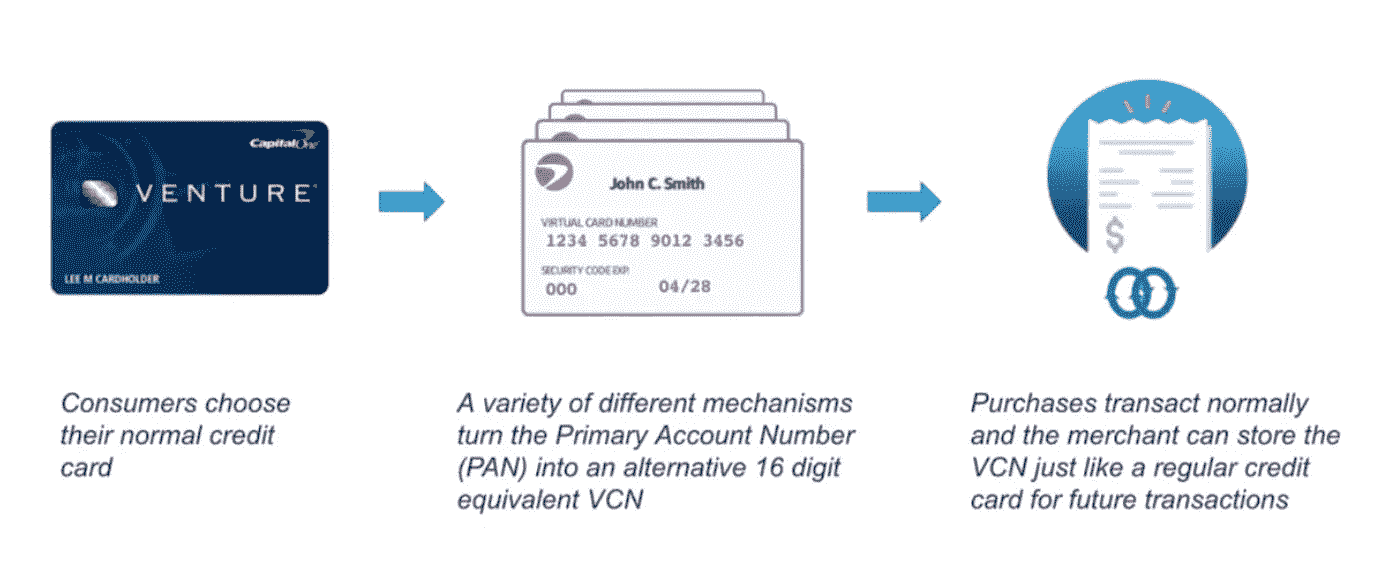 CapitalOne
VENTURE
LEE M CARDHOLDER
John C. Smith
VIRTUAL CARD NUMBER
1234 5678 9012 3456
SECURITY CODE EXP.
000 04/28
$
Consumers choose
their normal credit
card
A variety of different mechanisms
turn the Primary Account Number
(PAN) into an alternative 16 digit
equivalent VCN
Purchases transact normally
and the merchant can store the
VCN just like a regular credit
card for future transactions